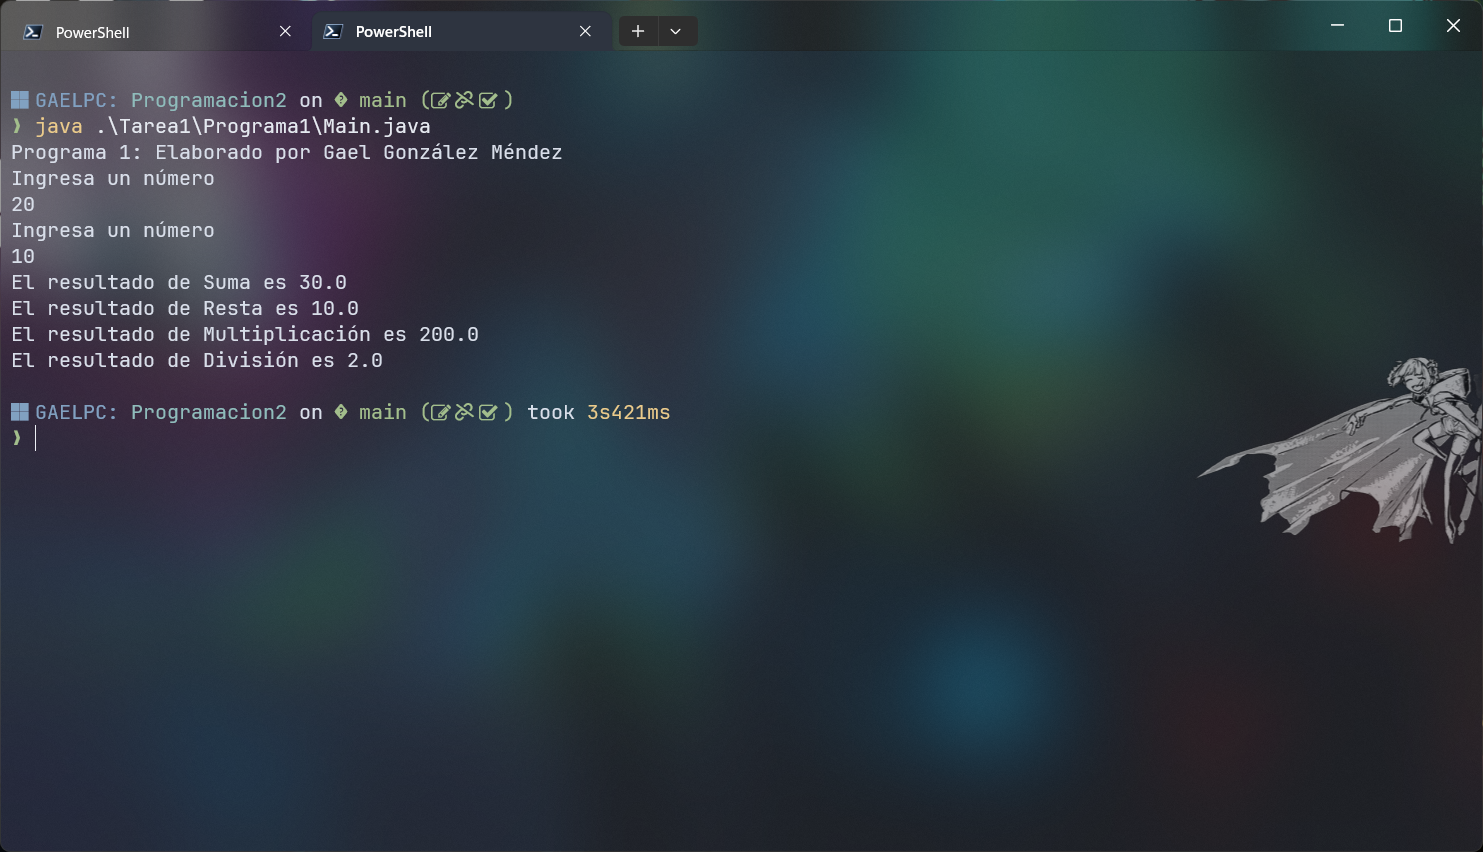 PowerShell
PowerShell
GAELPC: Programacion2 on � main ( )
❯ java .\Tarea1\Programa1\Main.java
Programa 1: Elaborado por Gael González Méndez
Ingresa un número
20
Ingresa un número
10
El resultado de Suma es 30.0
El resultado de Resta es 10.0
El resultado de Multiplicación es 200.0
El resultado de División es 2.0
GAELPC: Programacion2 on � main ( ) took 3s421ms
❯